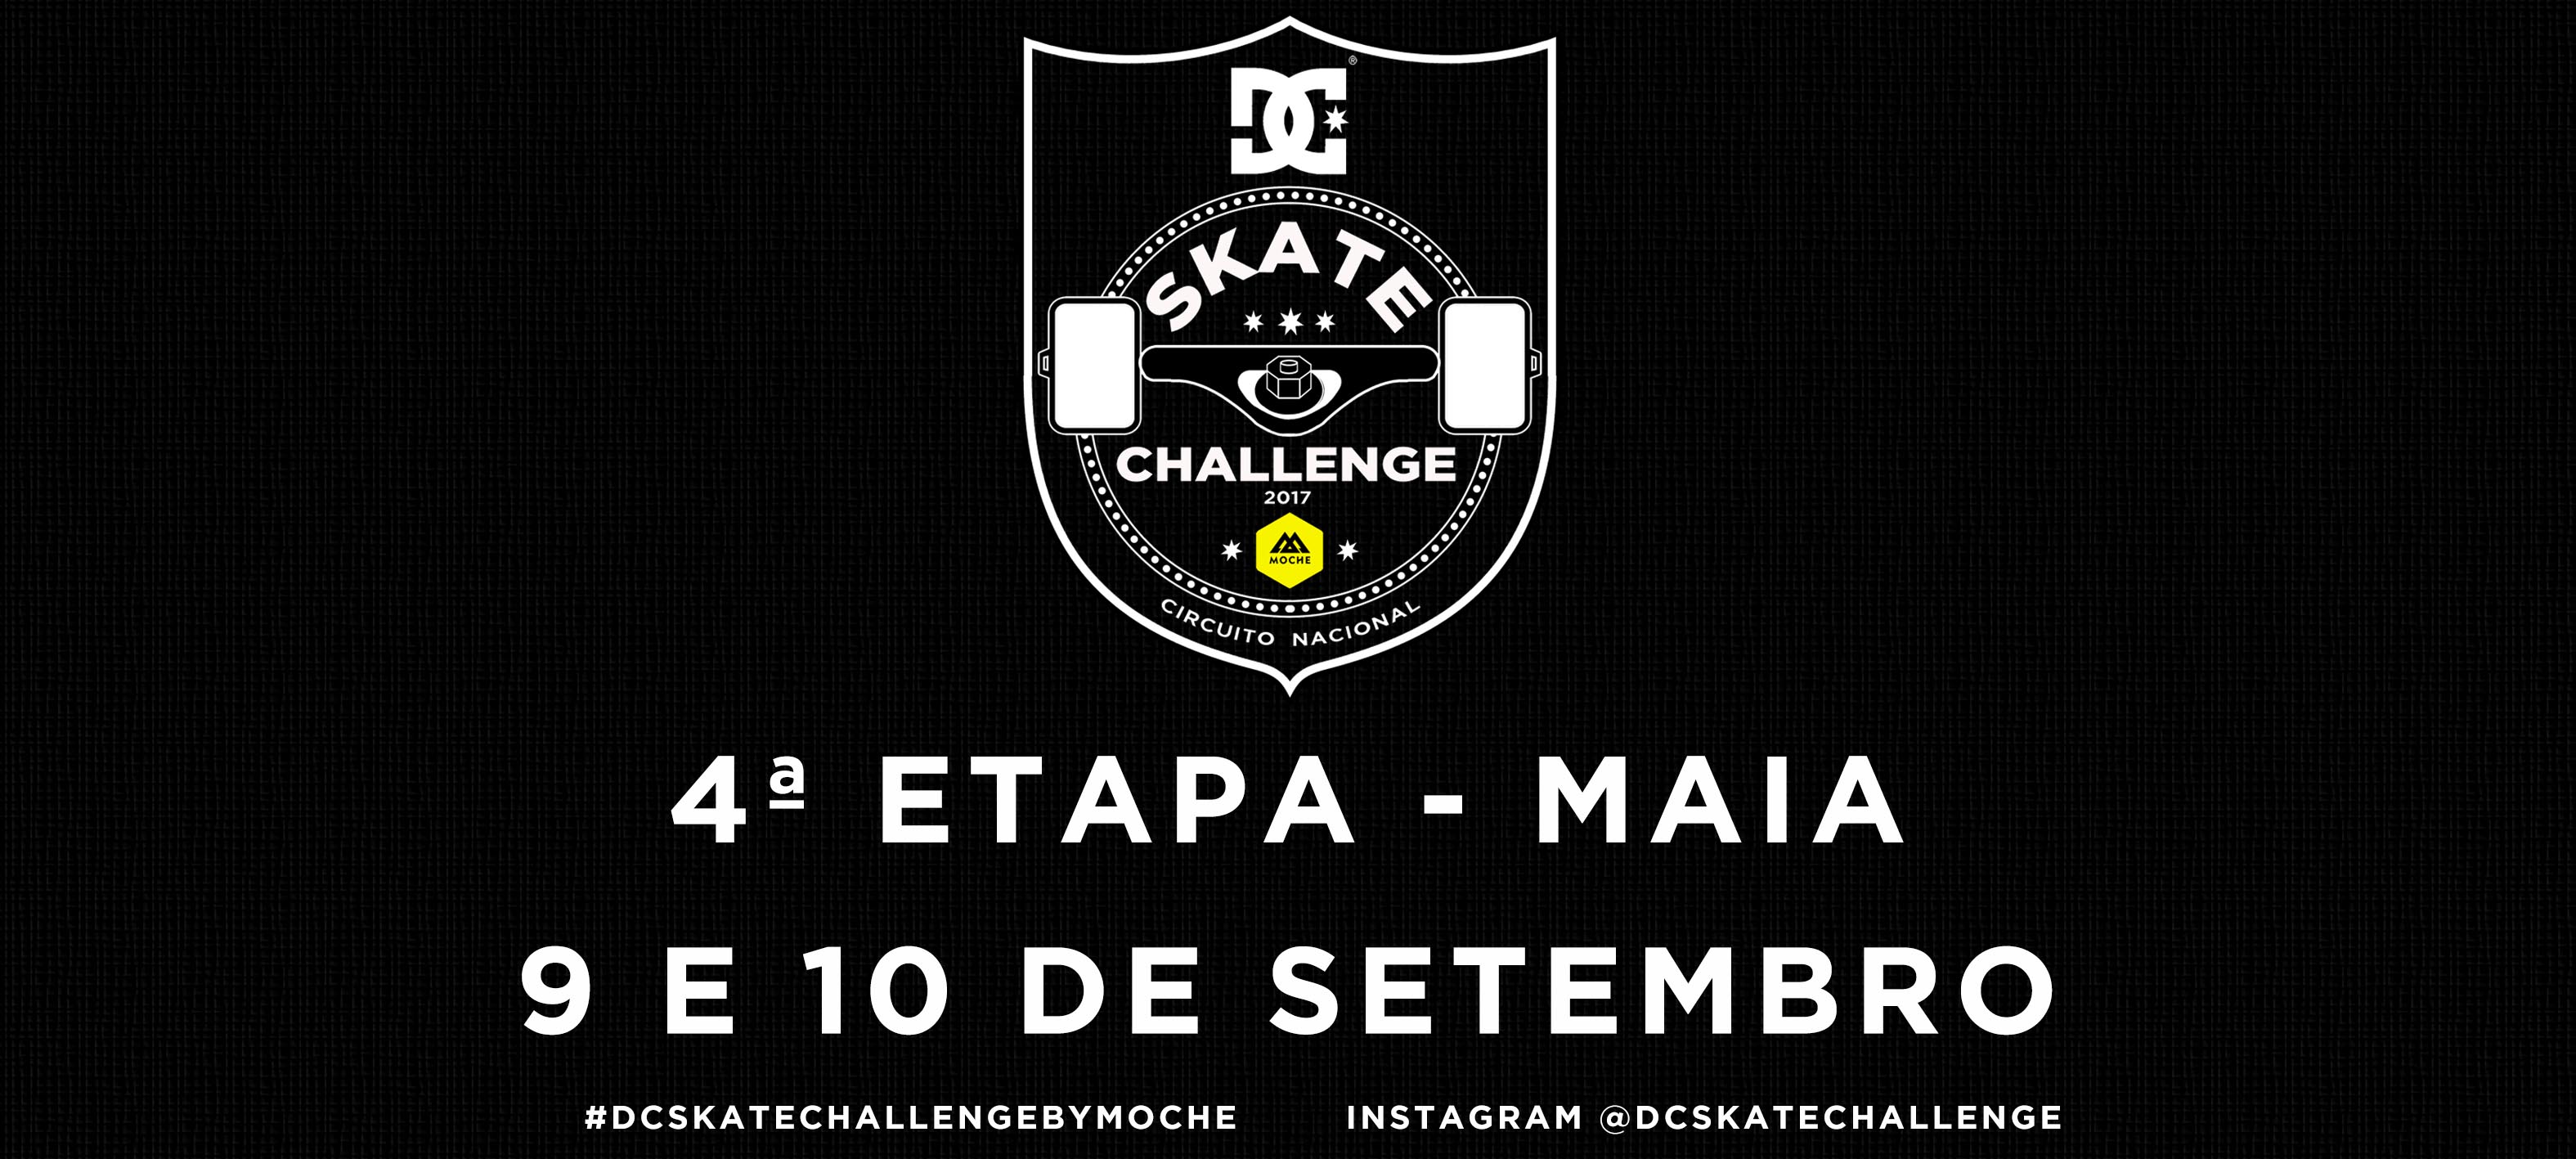 DC®
SKATE
CHALLENGE
2017
MOCHE
CIRCUITO NACIONAL
4ª ETAPA - MAIA
9 E 10 DE SETEMBRO
#DCSKATECHALLENGEBYMOCHE INSTAGRAM @DCSKATECHALLENGE